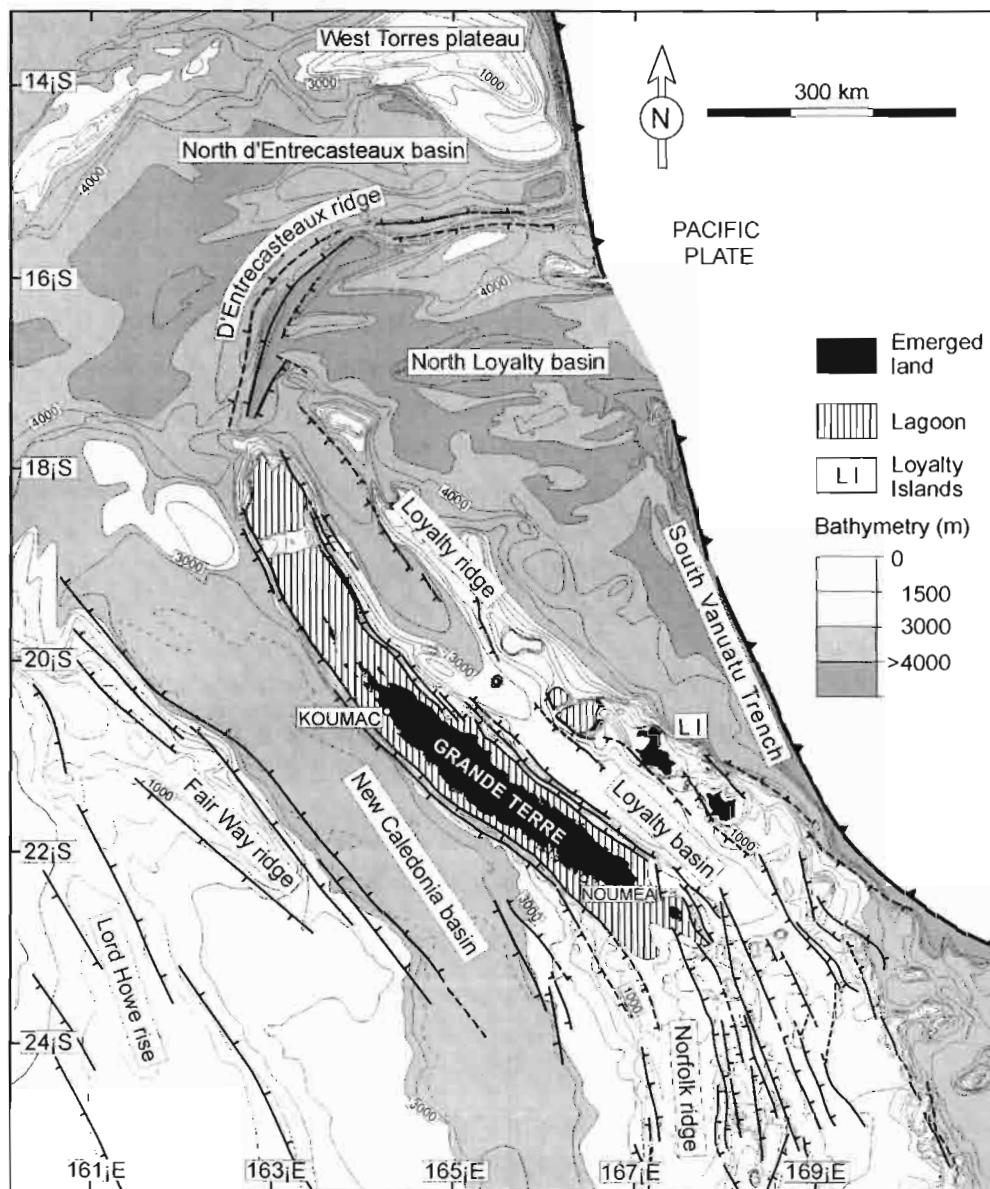 West Torres plateau
14¡S
3000
1000
300 km
N
North d'Entrecasteaux basin
4000
D'Entrecasteaux ridge
PACIFIC
PLATE
16¡S
4000
North Loyalty basin
Emerged
land
Lagoon
LI
Loyalty
Islands
Bathymetry (m)
0
1500
3000
>4000
4000
18¡S
4000
3000
Loyalty ridge
South Vanuatu Trench
20¡S
3000
KOUMAC
LI
GRANDE TERRE
Loyalty basin
1000
Fair Way ridge
1000
New Caledonia basin
22¡S
NOUMEA
3000
Lord Howe rise
1000
Norfolk ridge
24¡S
3000
161¡E
163¡E
165¡E
167¡E
169¡E